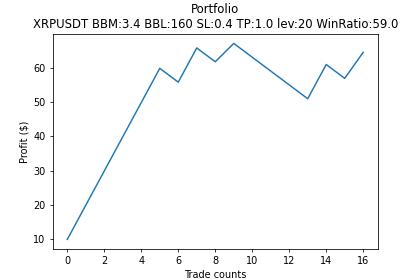 Portfolio
XRPUSDT BBM:3.4 BBL:160 SL:0.4 TP:1.0 lev:20 WinRatio:59.0
60
50
40
30
20
10
Profit ($)
0 2 4 6 8 10 12 14 16
Trade counts